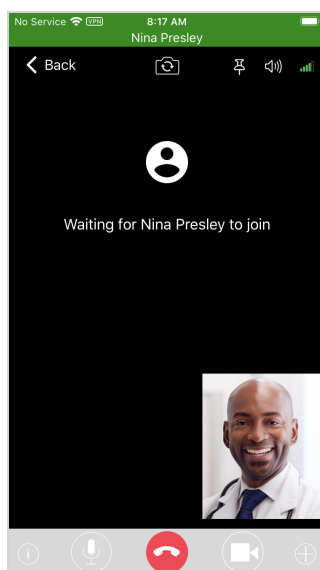 No Service VPN 8:17 AM
Nina Presley
Back
Waiting for Nina Presley to join